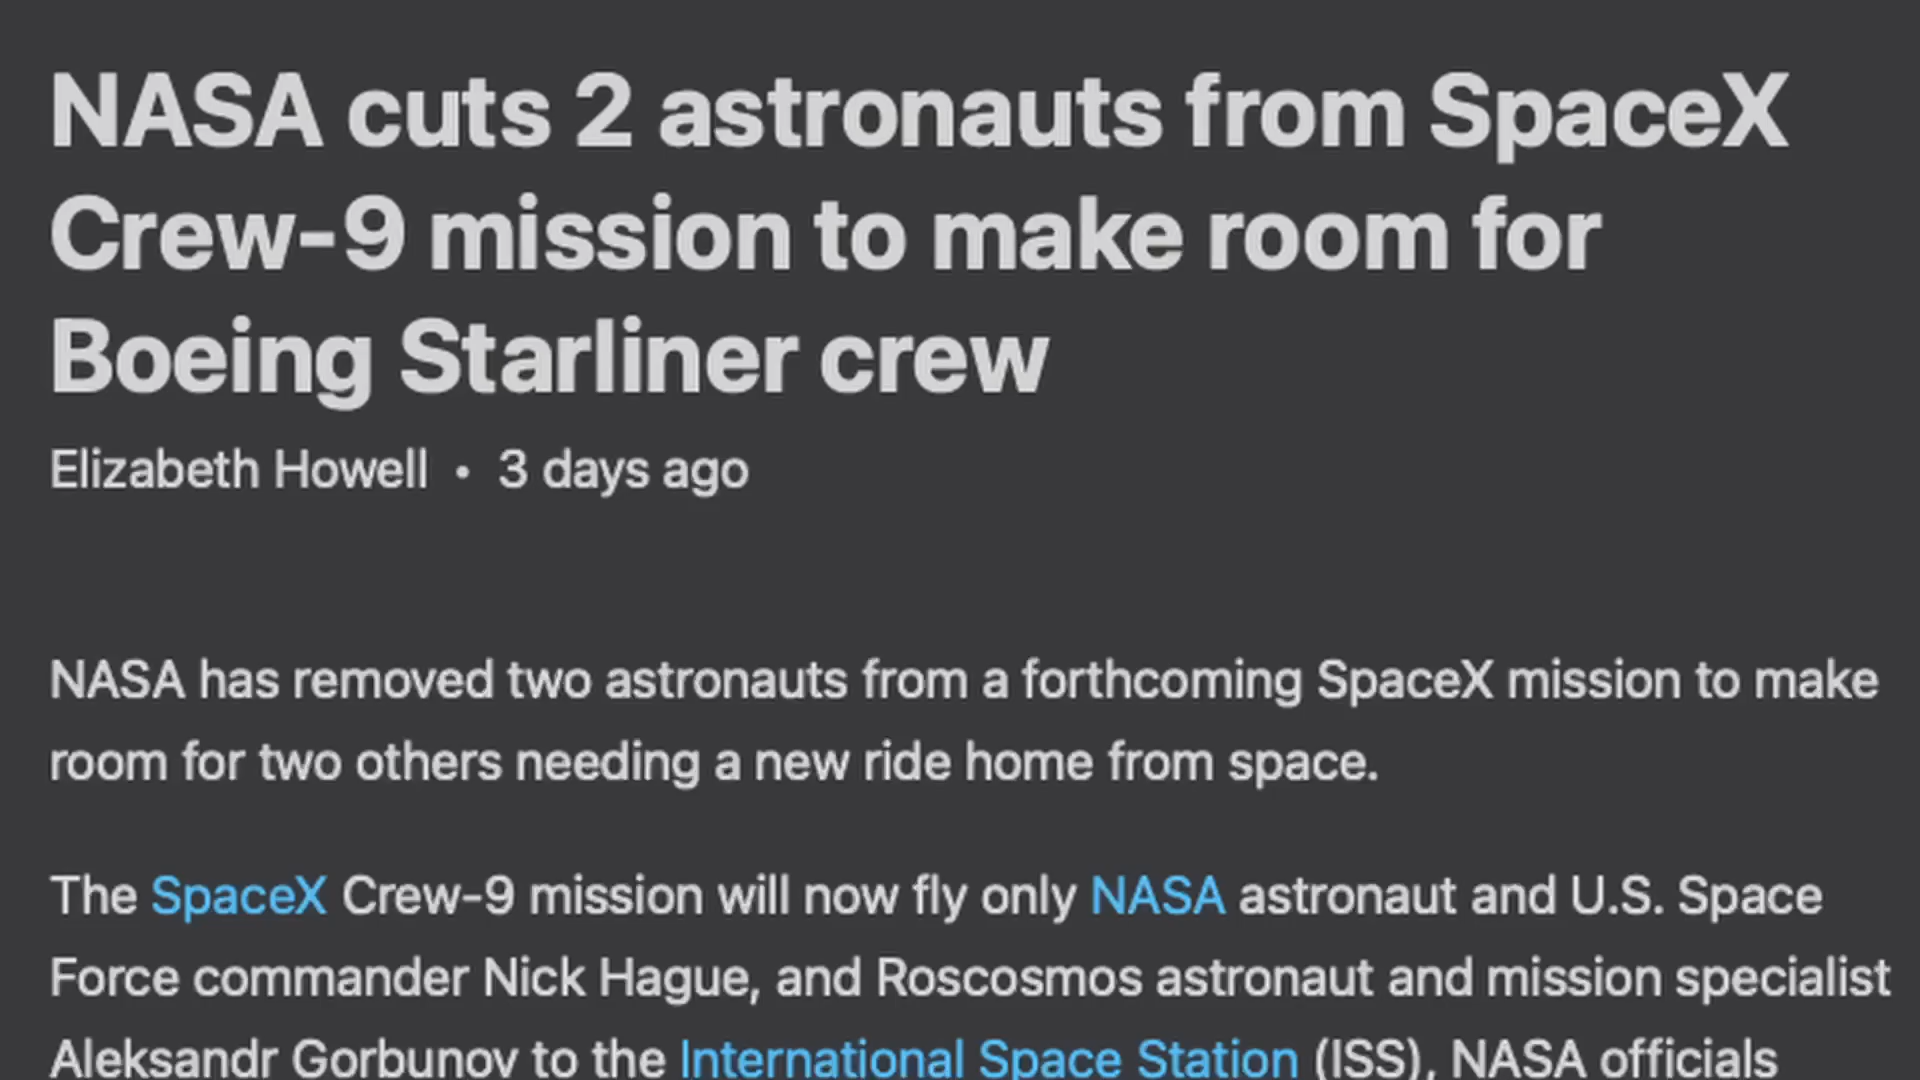 NASA cuts 2 astronauts from SpaceX
Crew-9 mission to make room for
Boeing Starliner crew
Elizabeth Howell • 3 days ago
NASA has removed two astronauts from a forthcoming SpaceX mission to make
room for two others needing a new ride home from space.
The SpaceX Crew-9 mission will now fly only NASA astronaut and U.S. Space
Force commander Nick Hague, and Roscosmos astronaut and mission specialist
Aleksandr Gorbunov to the International Space Station (ISS), NASA officials